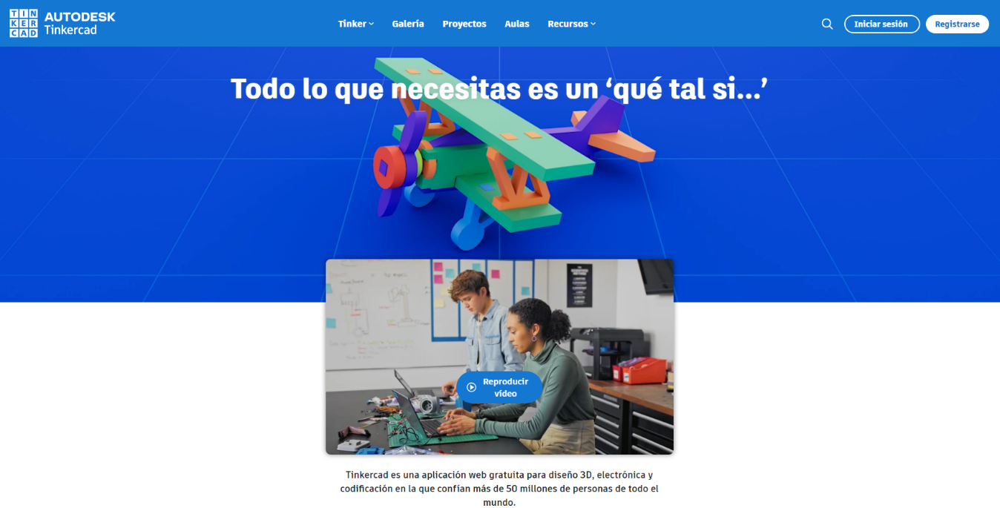 TIN
KER
CAD
AUTODESK
Tinkercad
Tinker
Galería
Proyectos
Aulas
Recursos
Iniciar sesión
Registrarse
Todo lo que necesitas es un ‘qué tal si...’
Reproducir
vídeo
Tinkercad es una aplicación web gratuita para diseño 3D, electrónica y
codificación en la que confían más de 50 millones de personas de todo el
mundo.